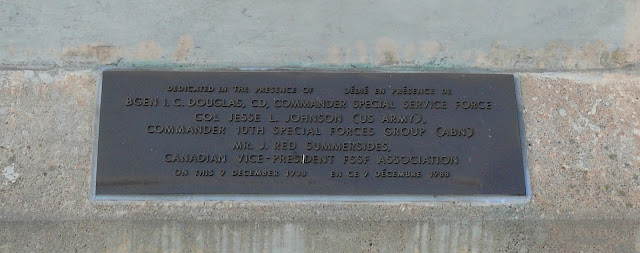 DEDICATED IN THE PRESENCE OF DÉDIÉ EN PRÉSENCE DE
BGEN I. C. DOUGLAS, CD, COMMANDER SPECIAL SERVICE FORCE
COL JESSE L. JOHNSON (US ARMY),
COMMANDER 10TH SPECIAL FORCES GROUP (ABN)
MR. J. RED SUMMERSIDES,
CANADIAN VICE-PRESIDENT FSSF ASSOCIATION
ON THIS 9 DECEMBER 1988 EN CE 9 DÉCEMBRE 1988